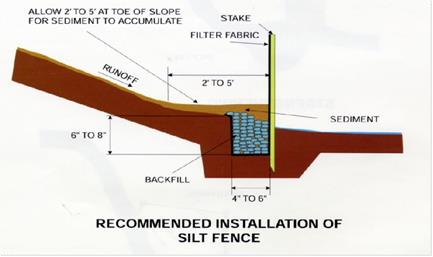 ALLOW 2' TO 5' AT TOE OF SLOPE
FOR SEDIMENT TO ACCUMULATE
STAKE
FILTER FABRIC
RUNOFF
2' TO 5'
SEDIMENT
6" TO 8"
BACKFILL
4" TO 6"
RECOMMENDED INSTALLATION OF
SILT FENCE